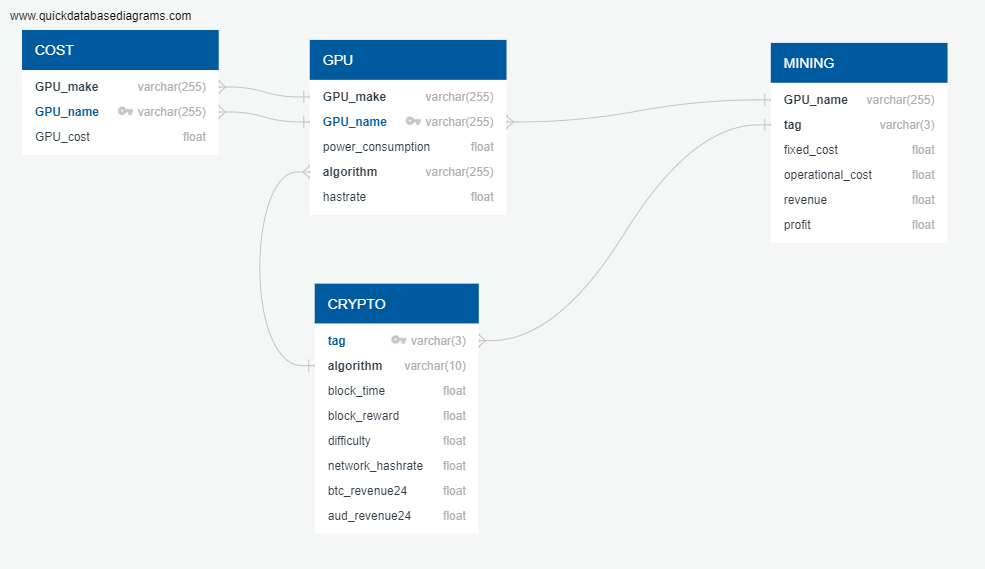 www.quickdatabasediagrams.com
COST
GPU_make varchar(255)
GPU_name varchar(255)
GPU_cost float
GPU
GPU_make varchar(255)
GPU_name varchar(255)
power_consumption float
algorithm varchar(255)
hastrate float
MINING
GPU_name varchar(255)
tag varchar(3)
fixed_cost float
operational_cost float
revenue float
profit float
CRYPTO
tag varchar(3)
algorithm varchar(10)
block_time float
block_reward float
difficulty float
network_hashrate float
btc_revenue24 float
aud_revenue24 float